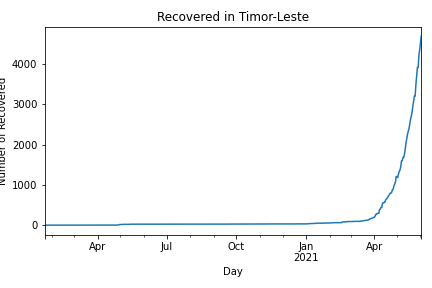 Recovered in Timor-Leste
Number of Recovered
4000
3000
2000
1000
0
Apr
Jul
Oct
Jan
2021
Apr
Day